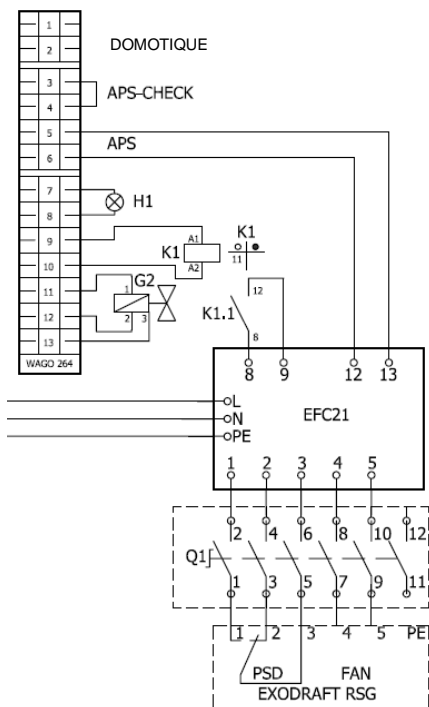 1
2 DOMOTIQUE
3
4 APS-CHECK
5
6 APS
7
8 H1
9 A1 K1
K1 11
10 A2
11 G2
1 12
12 K1.1
2 3 8
13
WAGO 264
8 9 12 13
L EFC21
N
PE
1 2 3 4 5
2 4 6 8 10 12
Q1
1 3 5 7 9 11
1 2 3 4 5 PE
PSD FAN
EXODRAFT RSG